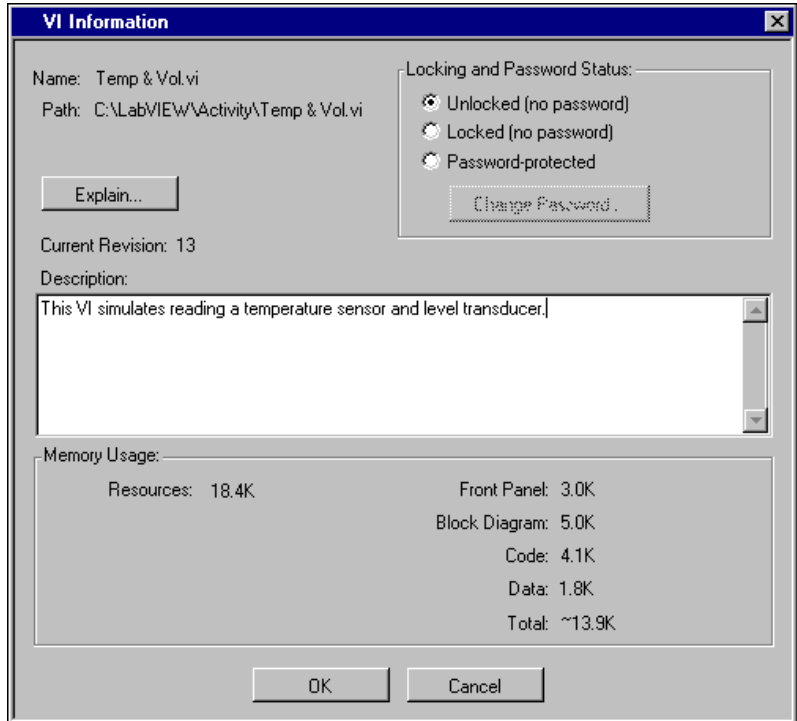 VI Information
Name: Temp & Vol.vi
Path: C:\LabVIEW\Activity\Temp & Vol.vi
Locking and Password Status:
Unlocked (no password)
Locked (no password)
Password-protected
Change Password...
Explain...
Current Revision: 13
Description:
This VI simulates reading a temperature sensor and level transducer.
Memory Usage:
Resources: 18.4K
Front Panel: 3.0K
Block Diagram: 5.0K
Code: 4.1K
Data: 1.8K
Total: ~13.9K
OK
Cancel